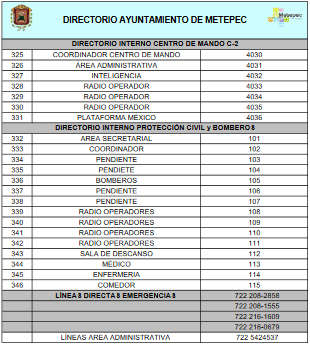 DIRECTORIO AYUNTAMIENTO DE METEPEC
Metepec
DIRECTORIO INTERNO CENTRO DE MANDO C-2
325 COORDINADOR CENTRO DE MANDO 4030
326 ÁREA ADMINISTRATIVA 4031
327 INTELIGENCIA 4032
328 RADIO OPERADOR 4033
329 RADIO OPERADOR 4034
330 RADIO OPERADOR 4035
331 PLATAFORMA MÉXICO 4036
DIRECTORIO INTERNO PROTECCIÓN CIVIL y BOMBEROS
332 AREA SECRETARIAL 101
333 COORDINADOR 102
334 PENDIENTE 103
335 PENDIETE 104
336 BOMBEROS 105
337 PENDIENTE 106
338 PENDIENTE 107
339 RADIO OPERADORES 108
340 RADIO OPERADORES 109
341 RADIO OPERADORES 110
342 RADIO OPERADORES 111
343 SALA DE DESCANSO 112
344 MÉDICO 113
345 ENFERMERIA 114
346 COMEDOR 115
LÍNEAS DIRECTAS EMERGENCIAS 722 208-2858
722 208-1555
722 216-1609
722 216-0679
LÍNEAS AREA ADMINISTRATIVA 722 5424537